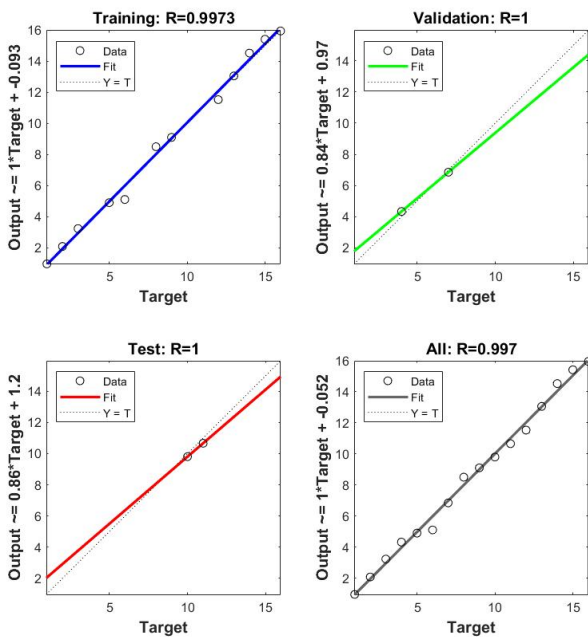 Training: R=0.9973
Output ~= 1*Target + -0.093
16
14
12
10
8
6
4
2
Data
Fit
Y = T
5
10
15
Target
Validation: R=1
Output ~= 0.84*Target + 0.97
16
14
12
10
8
6
4
2
Data
Fit
Y = T
5
10
15
Target
Test: R=1
Output ~= 0.86*Target + 1.2
14
12
10
8
6
4
2
Data
Fit
Y = T
5
10
15
Target
All: R=0.997
Output ~= 1*Target + -0.052
16
14
12
10
8
6
4
2
Data
Fit
Y = T
5
10
15
Target